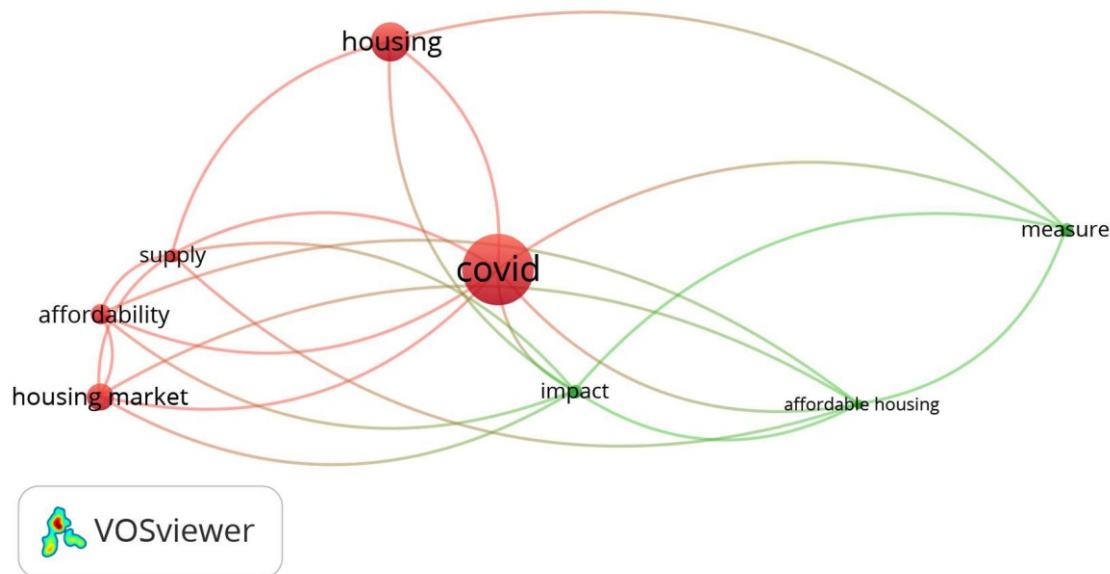 housing
supply
covid
measure
affordability
housing market
impact
affordable housing
VOSviewer